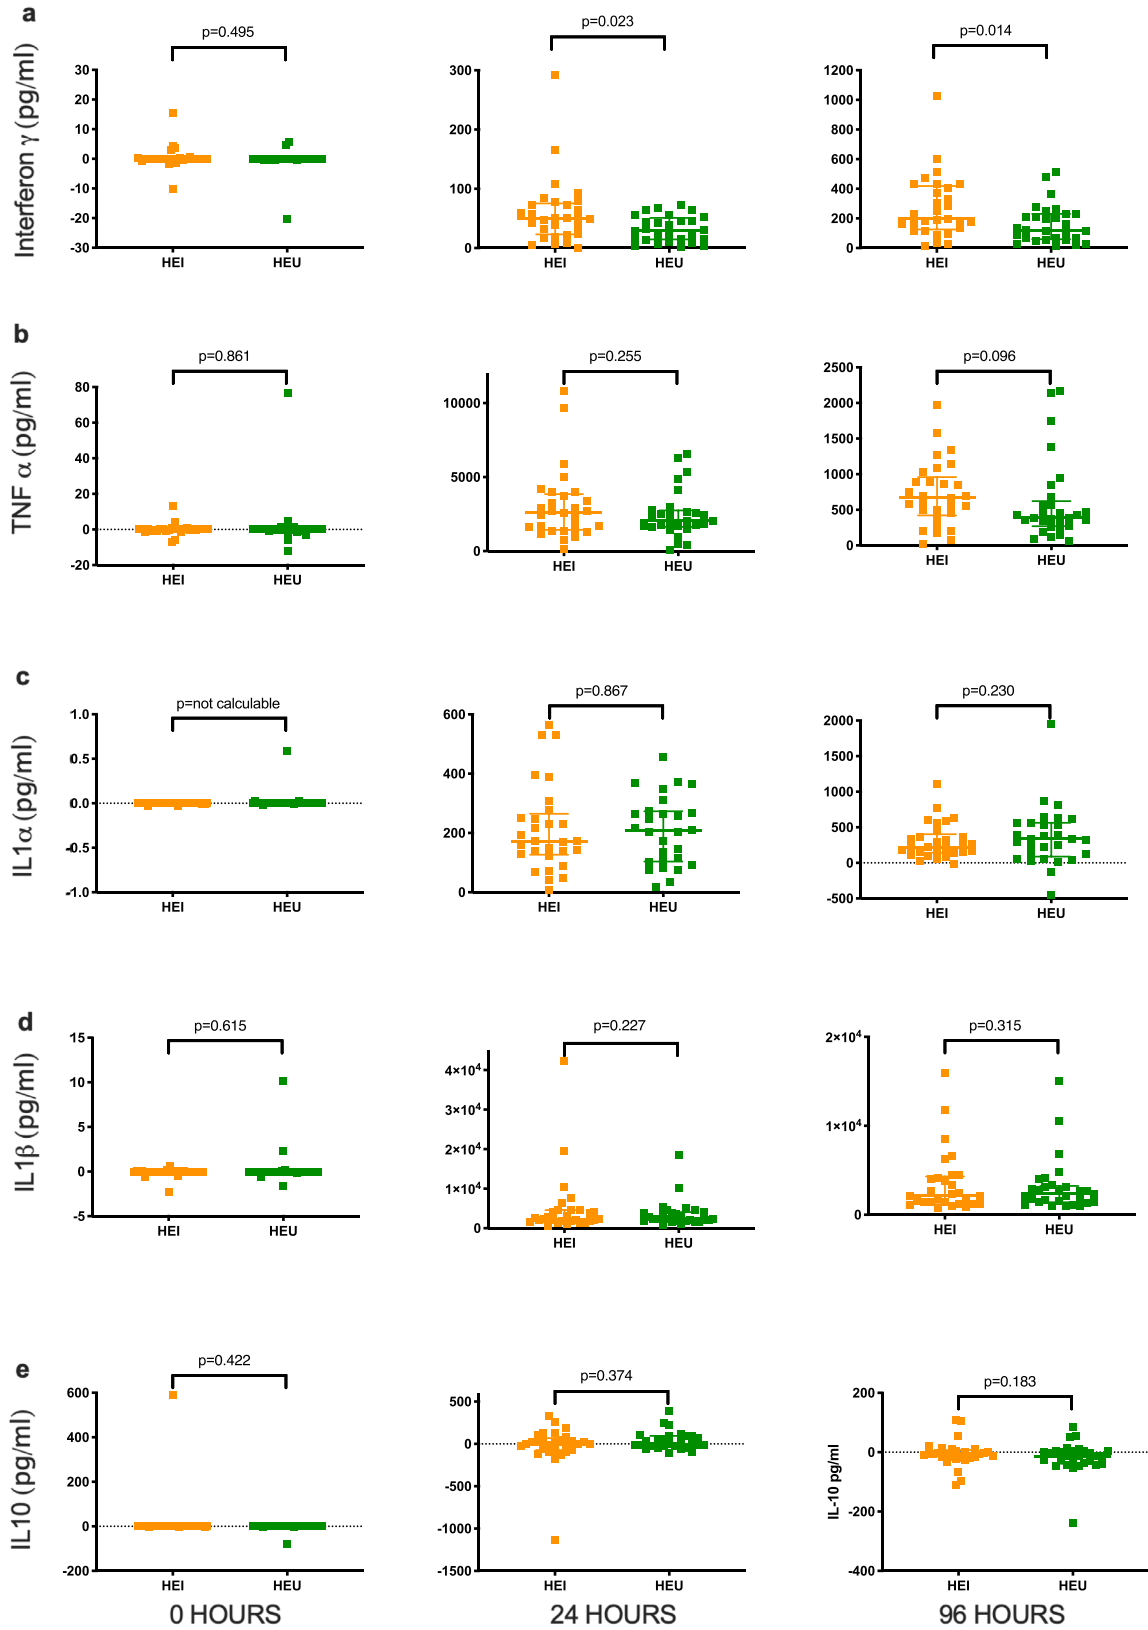 a
Interferon γ (pg/ml)
p=0.495
30
20
10
0
-10
-20
-30
HEI HEU
p=0.023
300
200
100
0
HEI HEU
p=0.014
1200
1000
800
600
400
200
0
HEI HEU
b
TNF α (pg/ml)
p=0.861
80
60
40
20
0
-20
HEI HEU
p=0.255
10000
5000
0
HEI HEU
p=0.096
2500
2000
1500
1000
500
0
HEI HEU
c
IL1α (pg/ml)
p=not calculable
1.0
0.5
0.0
-0.5
-1.0
HEI HEU
p=0.867
600
400
200
0
HEI HEU
p=0.230
2000
1500
1000
500
0
-500
HEI HEU
d
IL1β (pg/ml)
p=0.615
15
10
5
0
-5
HEI HEU
p=0.227
4×10⁴
3×10⁴
2×10⁴
1×10⁴
0
HEI HEU
p=0.315
2×10⁴
1×10⁴
0
HEI HEU
e
IL10 (pg/ml)
p=0.422
600
400
200
0
-200
HEI HEU
0 HOURS
p=0.374
500
0
-500
-1000
-1500
HEI HEU
24 HOURS
p=0.183
IL-10 pg/ml
200
0
-200
-400
HEI HEU
96 HOURS